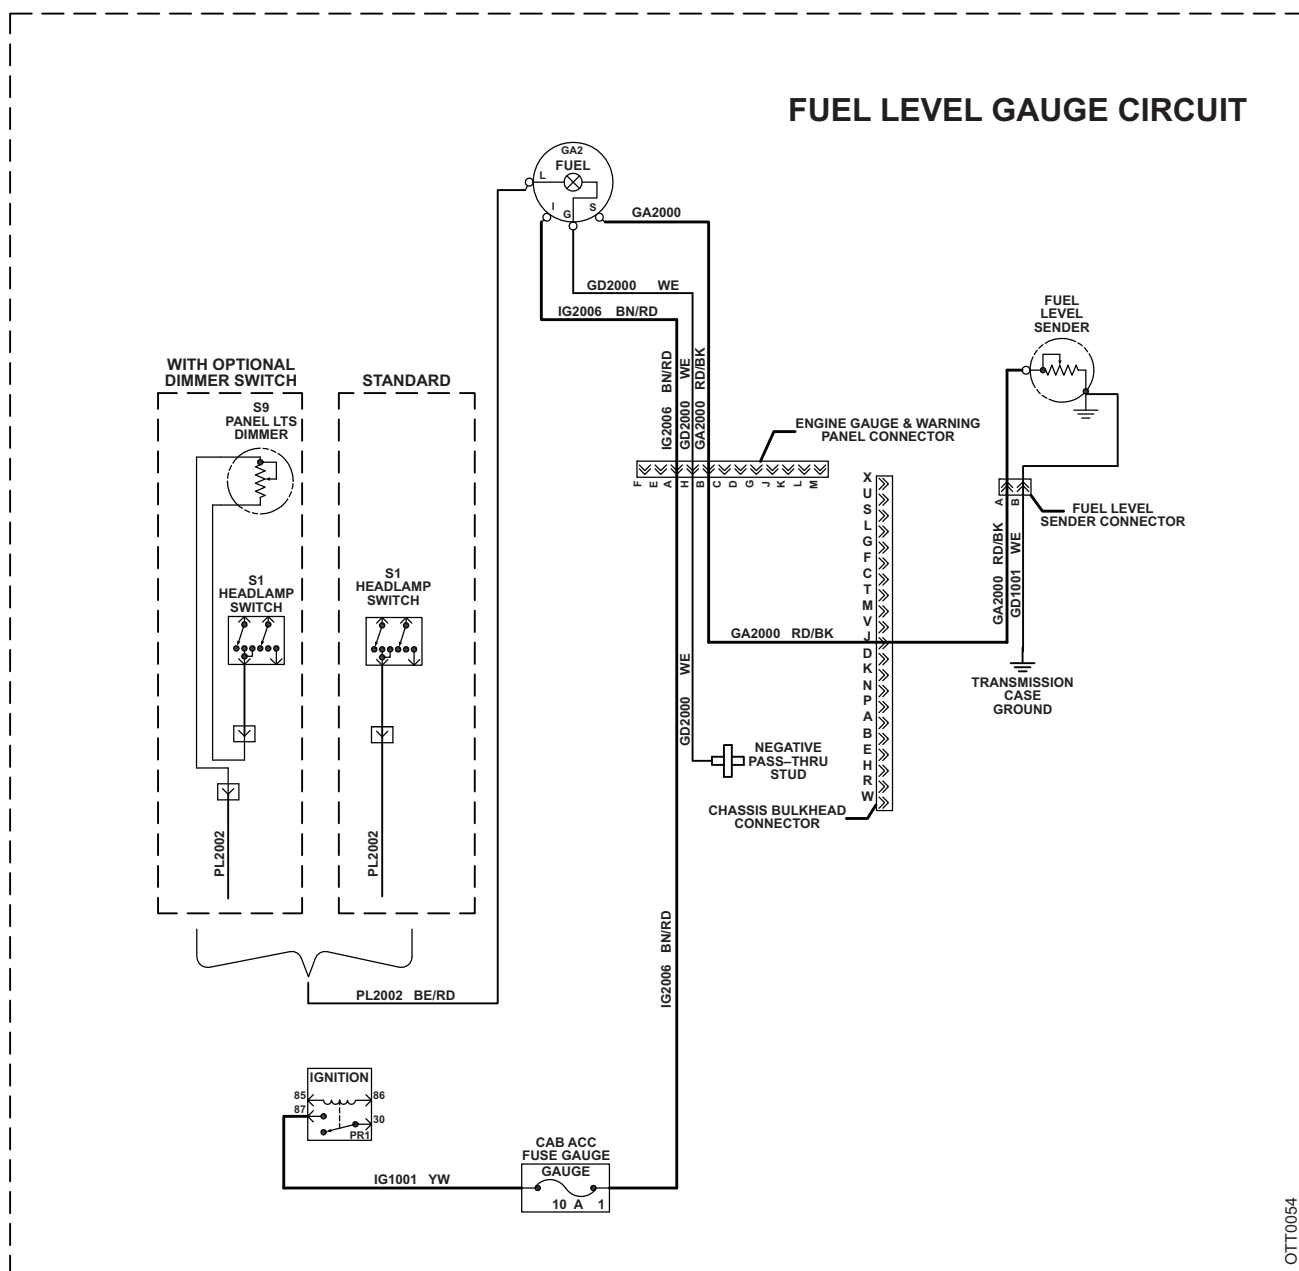 FUEL LEVEL GAUGE CIRCUIT
GA2
FUEL
L
I
G
S
GA2000
GD2000 WE
IG2006 BN/RD
IG2006 BN/RD
GD2000 WE
GA2000 RD/BK
FUEL
LEVEL
SENDER
WITH OPTIONAL
DIMMER SWITCH
STANDARD
S9
PANEL LTS
DIMMER
ENGINE GAUGE & WARNING
PANEL CONNECTOR
F E A H B C D G J K L M
X
U
S
L
G
F
C
T
M
V
J
D
K
N
P
A
B
E
H
R
W
A B
FUEL LEVEL
SENDER CONNECTOR
GA2000 RD/BK
GD1001 WE
S1
HEADLAMP
SWITCH
S1
HEADLAMP
SWITCH
GA2000 RD/BK
GD2000 WE
TRANSMISSION
CASE
GROUND
NEGATIVE
PASS–THRU
STUD
CHASSIS BULKHEAD
CONNECTOR
PL2002
PL2002
IG2006 BN/RD
PL2002 BE/RD
IGNITION
85
86
87
30
PR1
CAB ACC
FUSE GAUGE
GAUGE
10 A 1
IG1001 YW
OTT0054